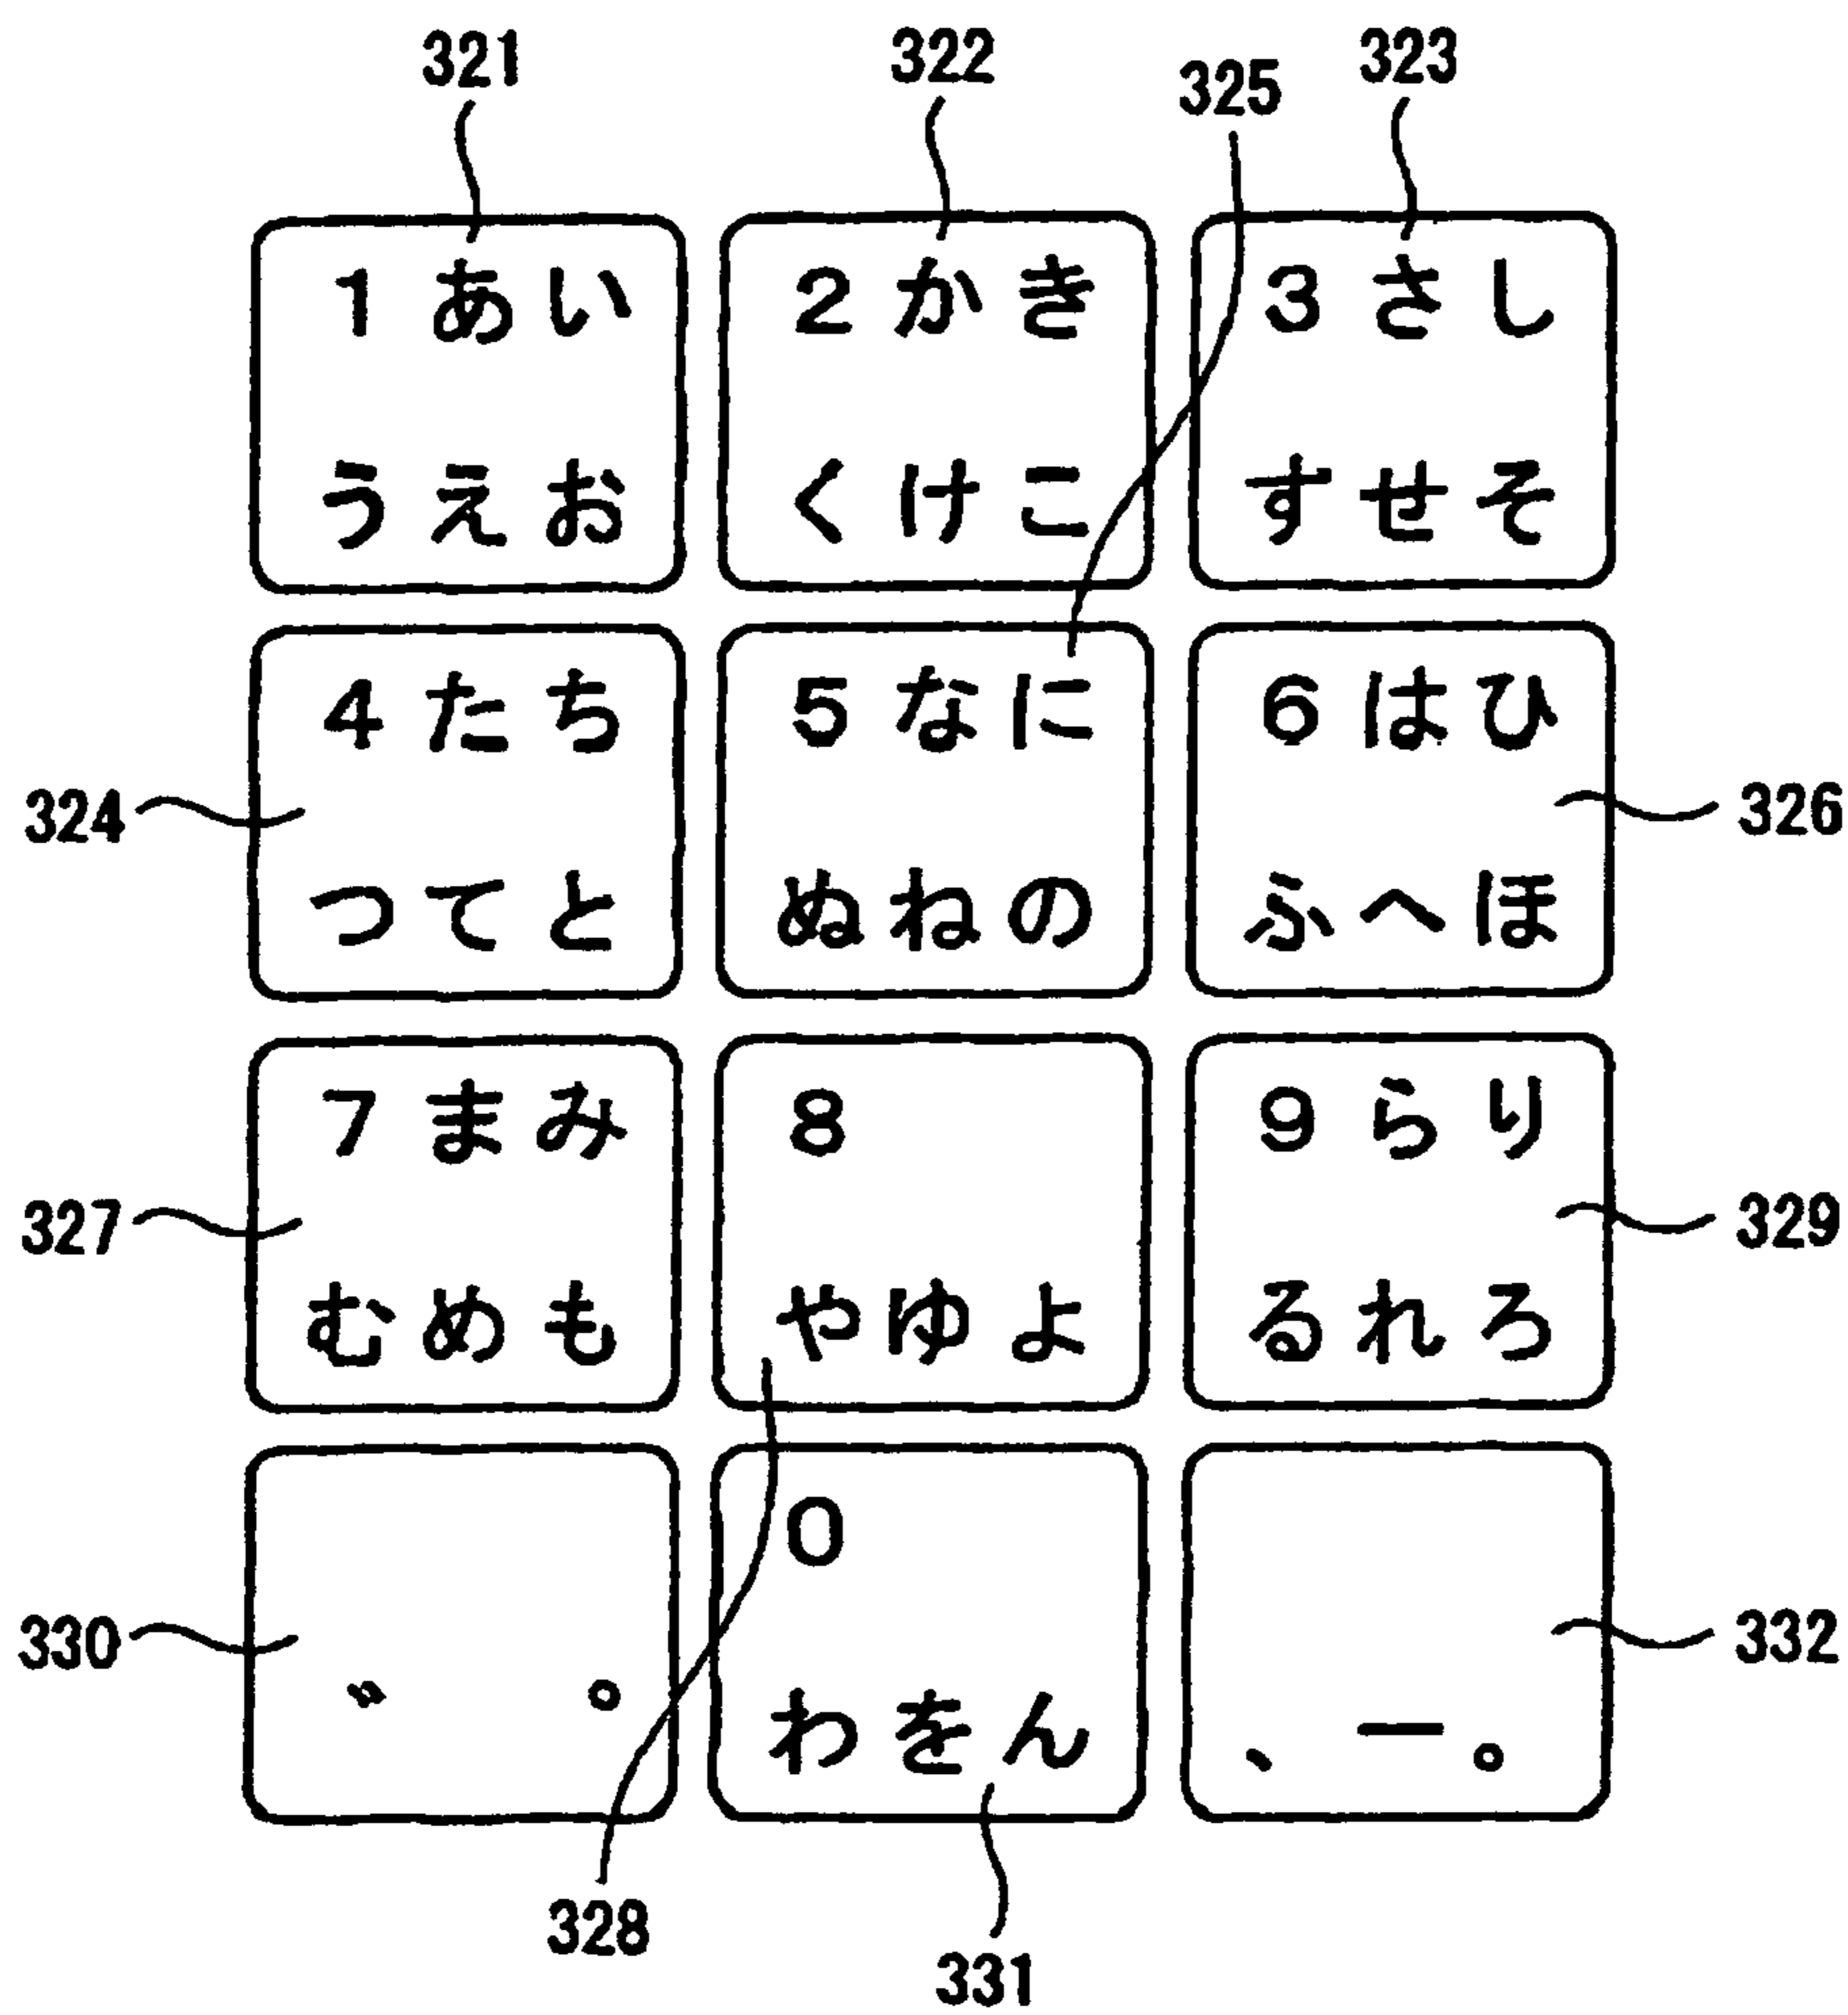 321
322
325
323
1 あ い
う え お
2 か き
く け こ
3 さ し
す せ そ
4 た ち
つ て と
5 な に
ぬ ね の
6 は ひ
ふ へ ほ
324
326
7 ま み
む め も
8
や ゆ よ
9 ら り
る れ ろ
327
329
゛ ゜
0
わ を ん
、 ー 。
330
332
328
331